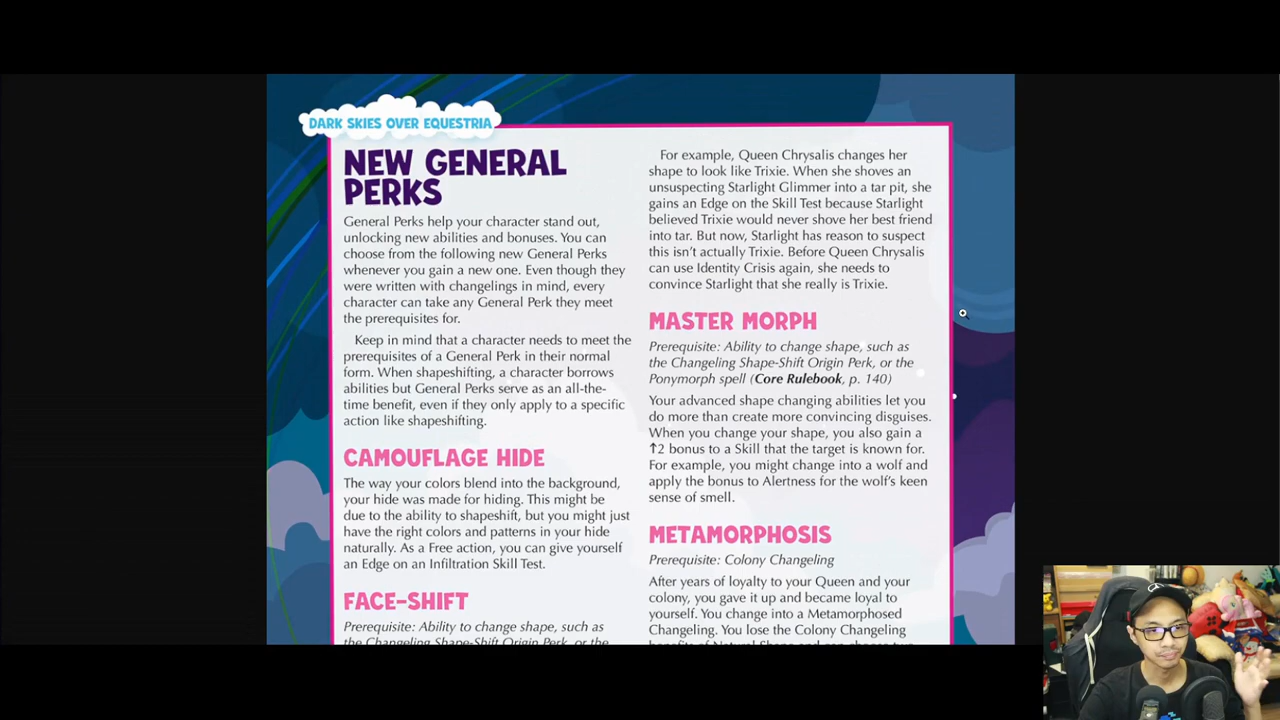 DARK SKIES OVER EQUESTRIA
NEW GENERAL
PERKS
General Perks help your character stand out,
unlocking new abilities and bonuses. You can
choose from the following new General Perks
whenever you gain a new one. Even though they
were written with changelings in mind, every
character can take any General Perk they meet
the prerequisites for.
Keep in mind that a character needs to meet the
prerequisites of a General Perk in their normal
form. When shapeshifting, a character borrows
abilities but General Perks serve as an all-the-
time benefit, even if they only apply to a specific
action like shapeshifting.
CAMOUFLAGE HIDE
The way your colors blend into the background,
your hide was made for hiding. This might be
due to the ability to shapeshift, but you might just
have the right colors and patterns in your hide
naturally. As a Free action, you can give yourself
an Edge on an Infiltration Skill Test.
FACE-SHIFT
Prerequisite: Ability to change shape, such as
the Changeling Shape-Shift Origin Perk, or the
For example, Queen Chrysalis changes her
shape to look like Trixie. When she shoves an
unsuspecting Starlight Glimmer into a tar pit, she
gains an Edge on the Skill Test because Starlight
believed Trixie would never shove her best friend
into tar. But now, Starlight has reason to suspect
this isn't actually Trixie. Before Queen Chrysalis
can use Identity Crisis again, she needs to
convince Starlight that she really is Trixie.
MASTER MORPH
Prerequisite: Ability to change shape, such as
the Changeling Shape-Shift Origin Perk, or the
Ponymorph spell (Core Rulebook, p. 140)
Your advanced shape changing abilities let you
do more than create more convincing disguises.
When you change your shape, you also gain a
↑2 bonus to a Skill that the target is known for.
For example, you might change into a wolf and
apply the bonus to Alertness for the wolf's keen
sense of smell.
METAMORPHOSIS
Prerequisite: Colony Changeling
After years of loyalty to your Queen and your
colony, you gave it up and became loyal to
yourself. You change into a Metamorphosed
Changeling. You lose the Colony Changeling